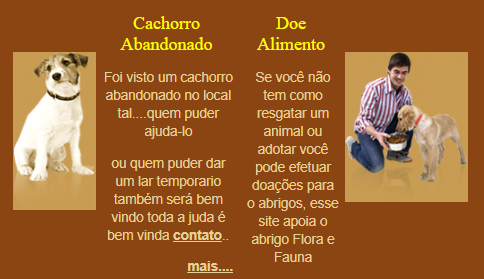 Cachorro
Abandonado
Foi visto um cachorro
abandonado no local
tal....quem puder
ajuda-lo
ou quem puder dar
um lar temporario
também será bem
vindo toda a juda é
bem vinda contato..
mais....
Doe
Alimento
Se você não
tem como
resgatar um
animal ou
adotar você
pode efetuar
doações para
o abrigos, esse
site apoia o
abrigo Flora e
Fauna